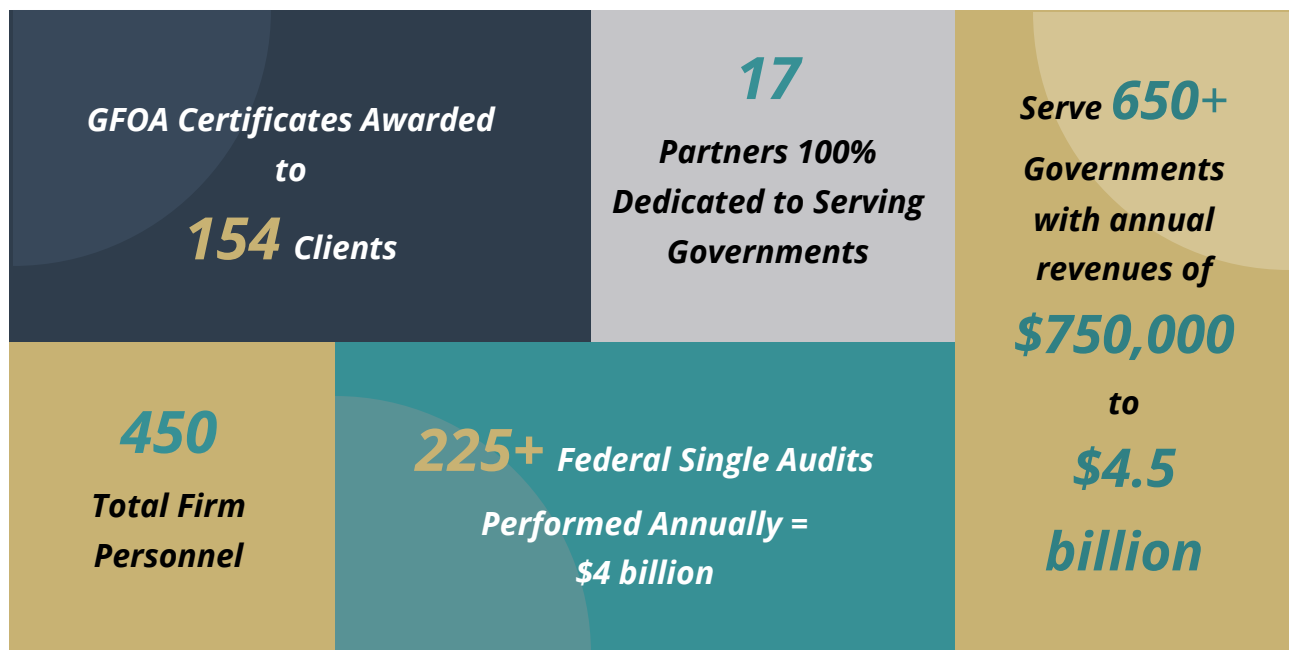 GFOA Certificates Awarded
to
154 Clients
17
Partners 100%
Dedicated to Serving
Governments
Serve 650+
Governments
with annual
revenues of
$750,000
to
$4.5
billion
450
Total Firm
Personnel
225+ Federal Single Audits
Performed Annually =
$4 billion